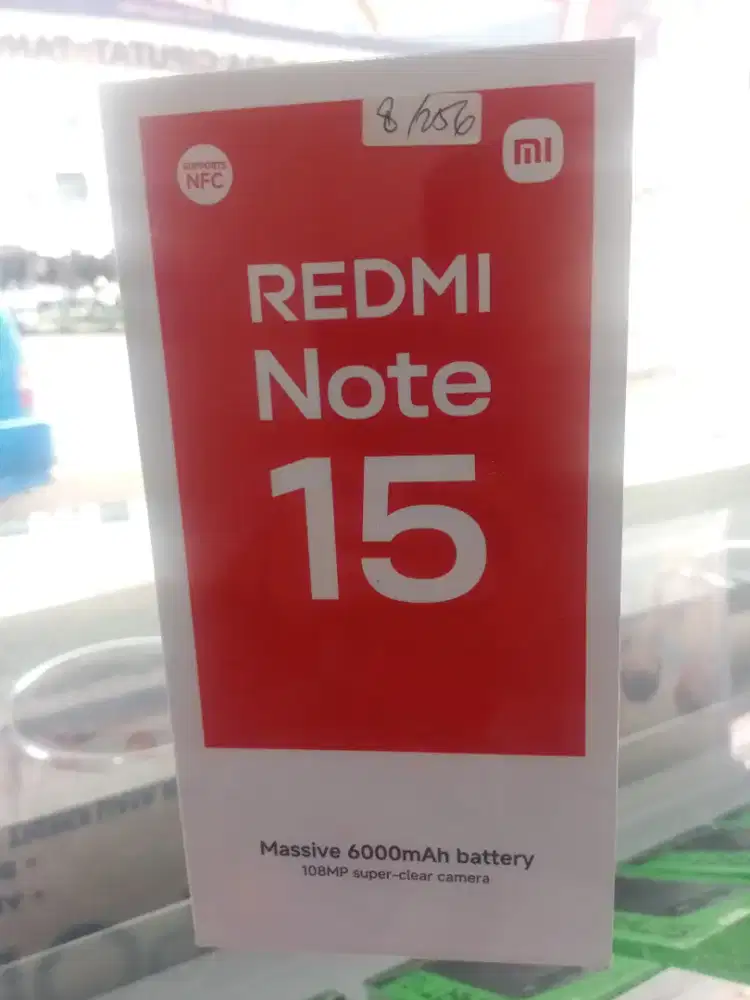 8/256
SUPPORTS
NFC
mi
REDMI
Note
15
Massive 6000mAh battery
108MP super-clear camera